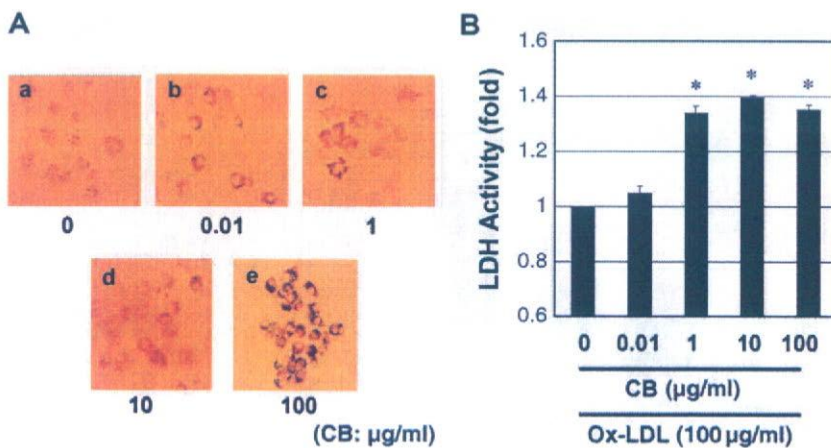 A
a
b
c
0
0.01
1
d
e
10
100
(CB: µg/ml)
B
LDH Activity (fold)
1.6
1.4
1.2
1
0.8
0.6
*
*
*
0 0.01 1 10 100
CB (µg/ml)
Ox-LDL (100 µg/ml)